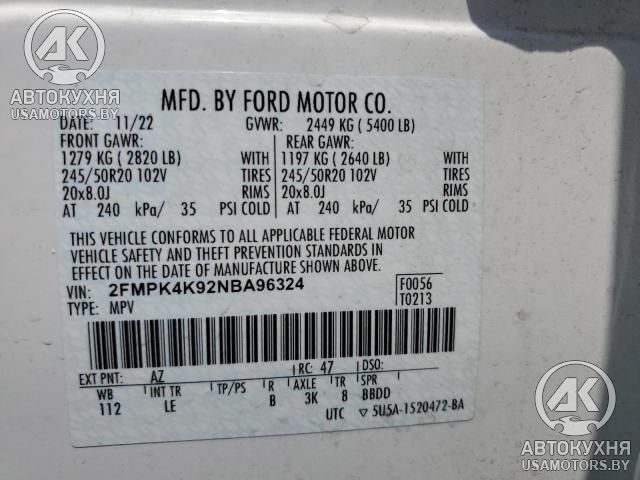 AK
АВТОКУХНЯ
USAMOTORS.BY
MFD. BY FORD MOTOR CO.
DATE: 11/22 GVWR: 2449 KG ( 5400 LB)
FRONT GAWR: REAR GAWR:
1279 KG ( 2820 LB) WITH 1197 KG ( 2640 LB) WITH
245/50R20 102V TIRES 245/50R20 102V TIRES
20x8.0J RIMS 20x8.0J RIMS
AT 240 kPa/ 35 PSI COLD AT 240 kPa/ 35 PSI COLD
THIS VEHICLE CONFORMS TO ALL APPLICABLE FEDERAL MOTOR
VEHICLE SAFETY AND THEFT PREVENTION STANDARDS IN
EFFECT ON THE DATE OF MANUFACTURE SHOWN ABOVE.
VIN: 2FMPK4K92NBA96324 F0056
TYPE: MPV T0213
EXT PNT: AZ RC: 47 DSO:
WB INT TR TP/PS R AXLE TR SPR
112 LE B 3K 8 BBDD
UTC ▽ 5U5A-1520472-BA
AK
АВТОКУХНЯ
USAMOTORS.BY